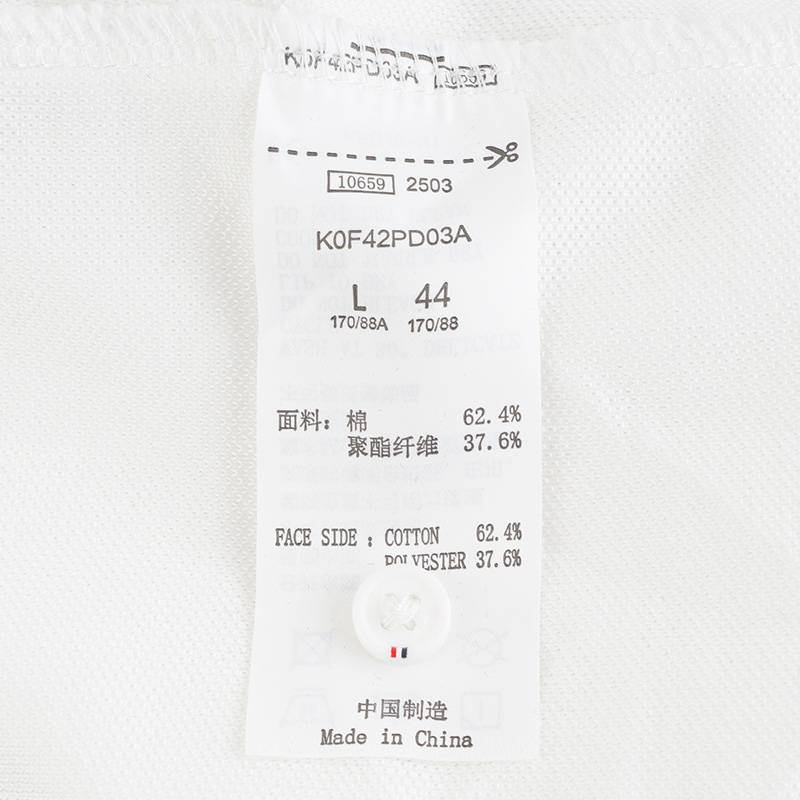 K0F42PD03A 10659
10659 2503
K0F42PD03A
L 44
170/88A 170/88
面料: 棉 62.4%
聚酯纤维 37.6%
FACE SIDE : COTTON 62.4%
POLYESTER 37.6%
中国制造
Made in China